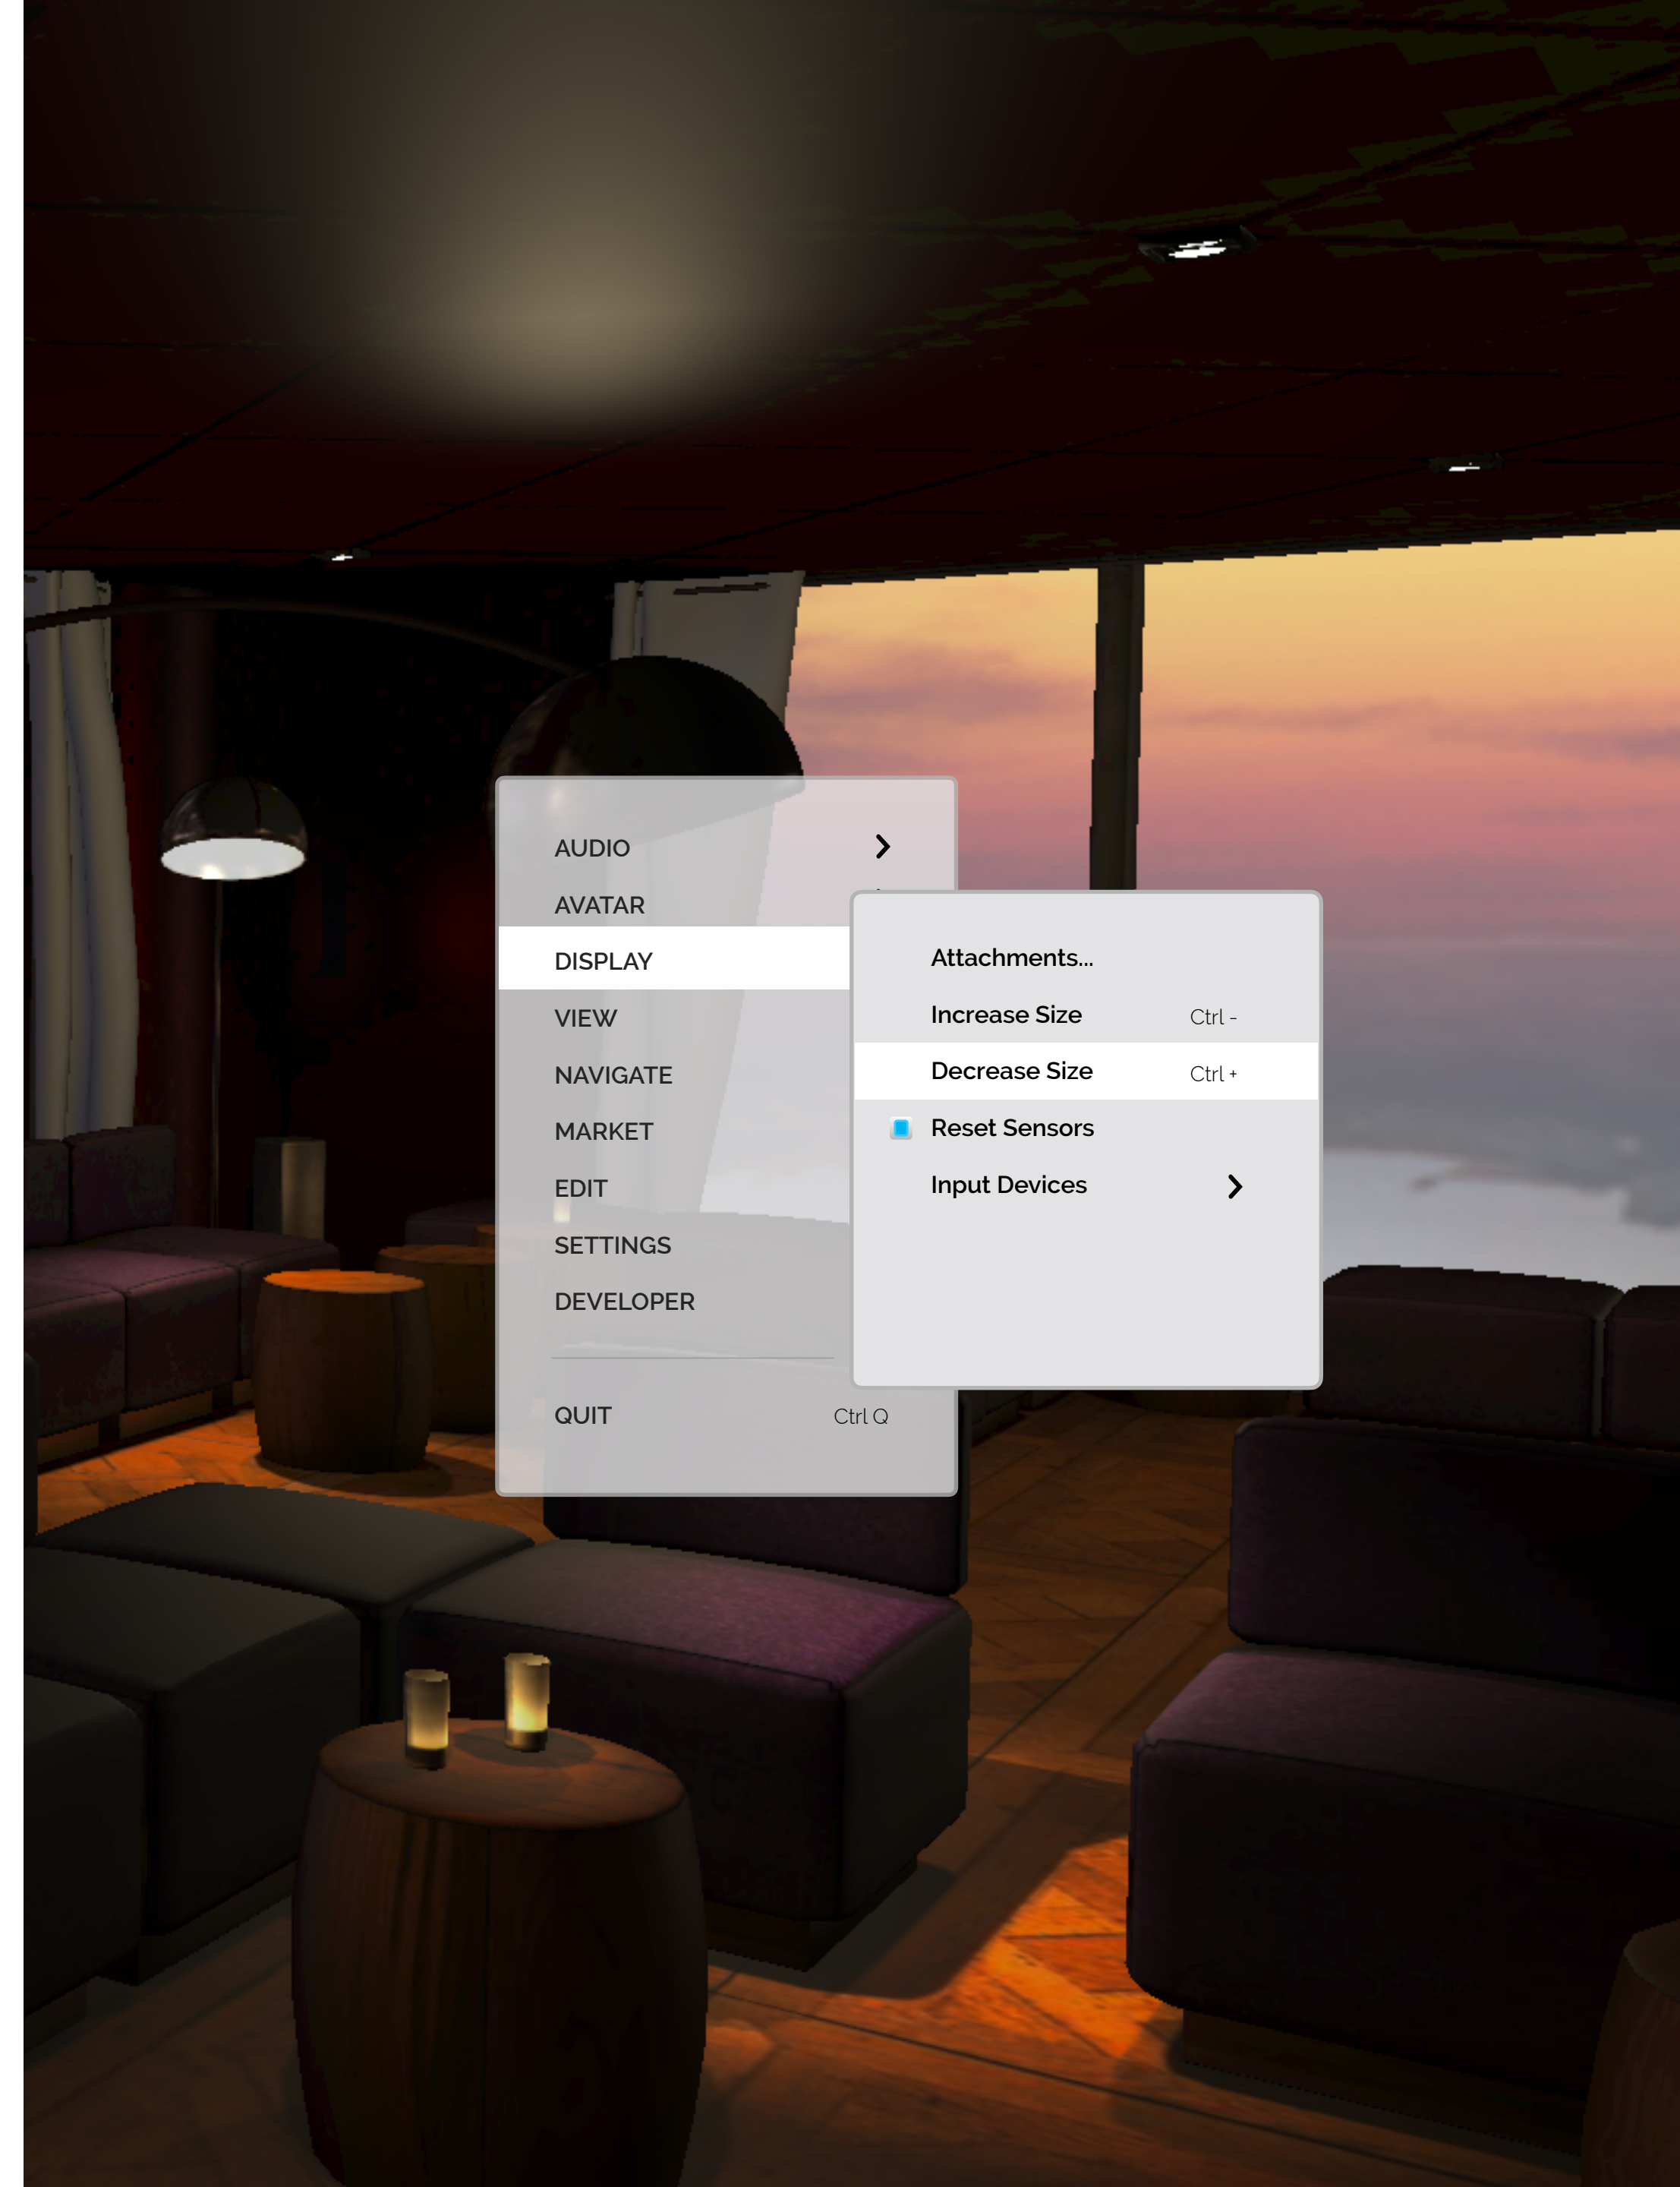 AUDIO
AVATAR
DISPLAY
VIEW
NAVIGATE
MARKET
EDIT
SETTINGS
DEVELOPER
QUIT Ctrl Q
Attachments...
Increase Size Ctrl -
Decrease Size Ctrl +
Reset Sensors
Input Devices